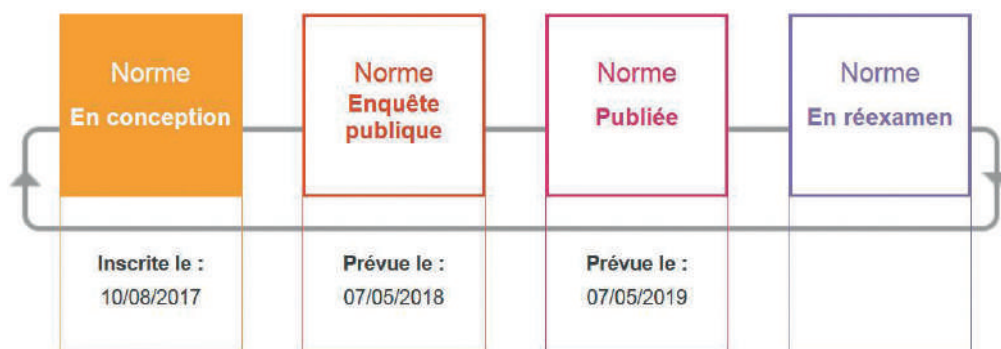 Norme
En conception
Norme
Enquête
publique
Norme
Publiée
Norme
En réexamen
Inscrite le :
10/08/2017
Prévue le :
07/05/2018
Prévue le :
07/05/2019